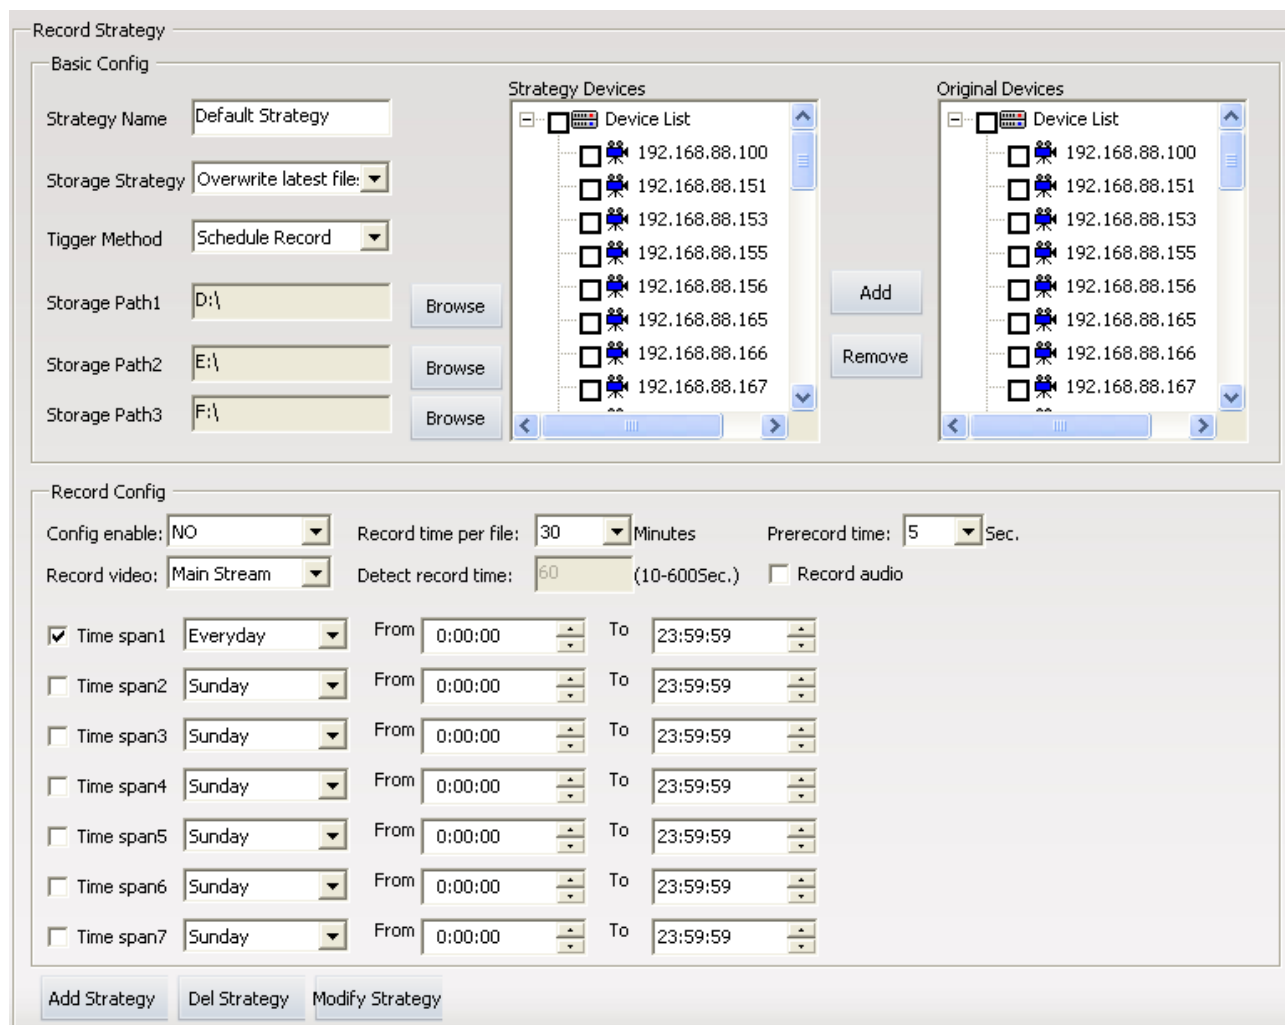 Record Strategy
Basic Config
Strategy Name Default Strategy
Storage Strategy Overwrite latest file
Tigger Method Schedule Record
Storage Path1 D:\ Browse
Storage Path2 E:\ Browse
Storage Path3 F:\ Browse
Strategy Devices
Device List
192.168.88.100
192.168.88.151
192.168.88.153
192.168.88.155
192.168.88.156
192.168.88.165
192.168.88.166
192.168.88.167
Add
Remove
Original Devices
Device List
192.168.88.100
192.168.88.151
192.168.88.153
192.168.88.155
192.168.88.156
192.168.88.165
192.168.88.166
192.168.88.167
Record Config
Config enable: NO Record time per file: 30 Minutes Prerecord time: 5 Sec.
Record video: Main Stream Detect record time: 60 (10-600Sec.) Record audio
Time span1 Everyday From 0:00:00 To 23:59:59
Time span2 Sunday From 0:00:00 To 23:59:59
Time span3 Sunday From 0:00:00 To 23:59:59
Time span4 Sunday From 0:00:00 To 23:59:59
Time span5 Sunday From 0:00:00 To 23:59:59
Time span6 Sunday From 0:00:00 To 23:59:59
Time span7 Sunday From 0:00:00 To 23:59:59
Add Strategy Del Strategy Modify Strategy